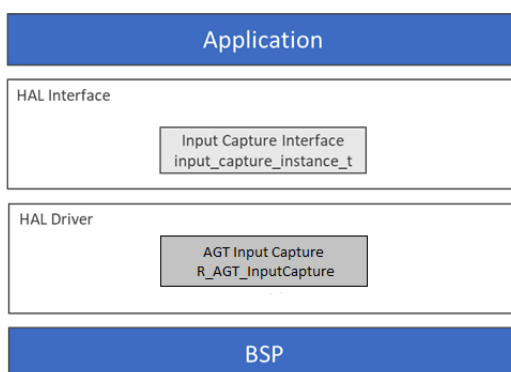 Application
HAL Interface
Input Capture Interface
input_capture_instance_t
HAL Driver
AGT Input Capture
R_AGT_InputCapture
BSP